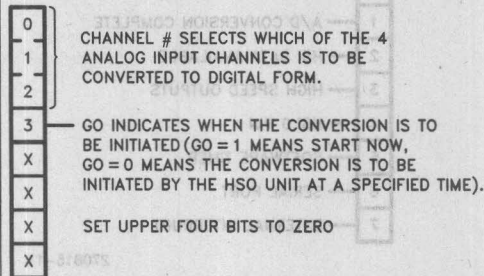 0
1
2
3
X
X
X
X
CHANNEL # SELECTS WHICH OF THE 4
ANALOG INPUT CHANNELS IS TO BE
CONVERTED TO DIGITAL FORM.
GO INDICATES WHEN THE CONVERSION IS TO
BE INITIATED (GO = 1 MEANS START NOW,
GO = 0 MEANS THE CONVERSION IS TO BE
INITIATED BY THE HSO UNIT AT A SPECIFIED TIME).
SET UPPER FOUR BITS TO ZERO